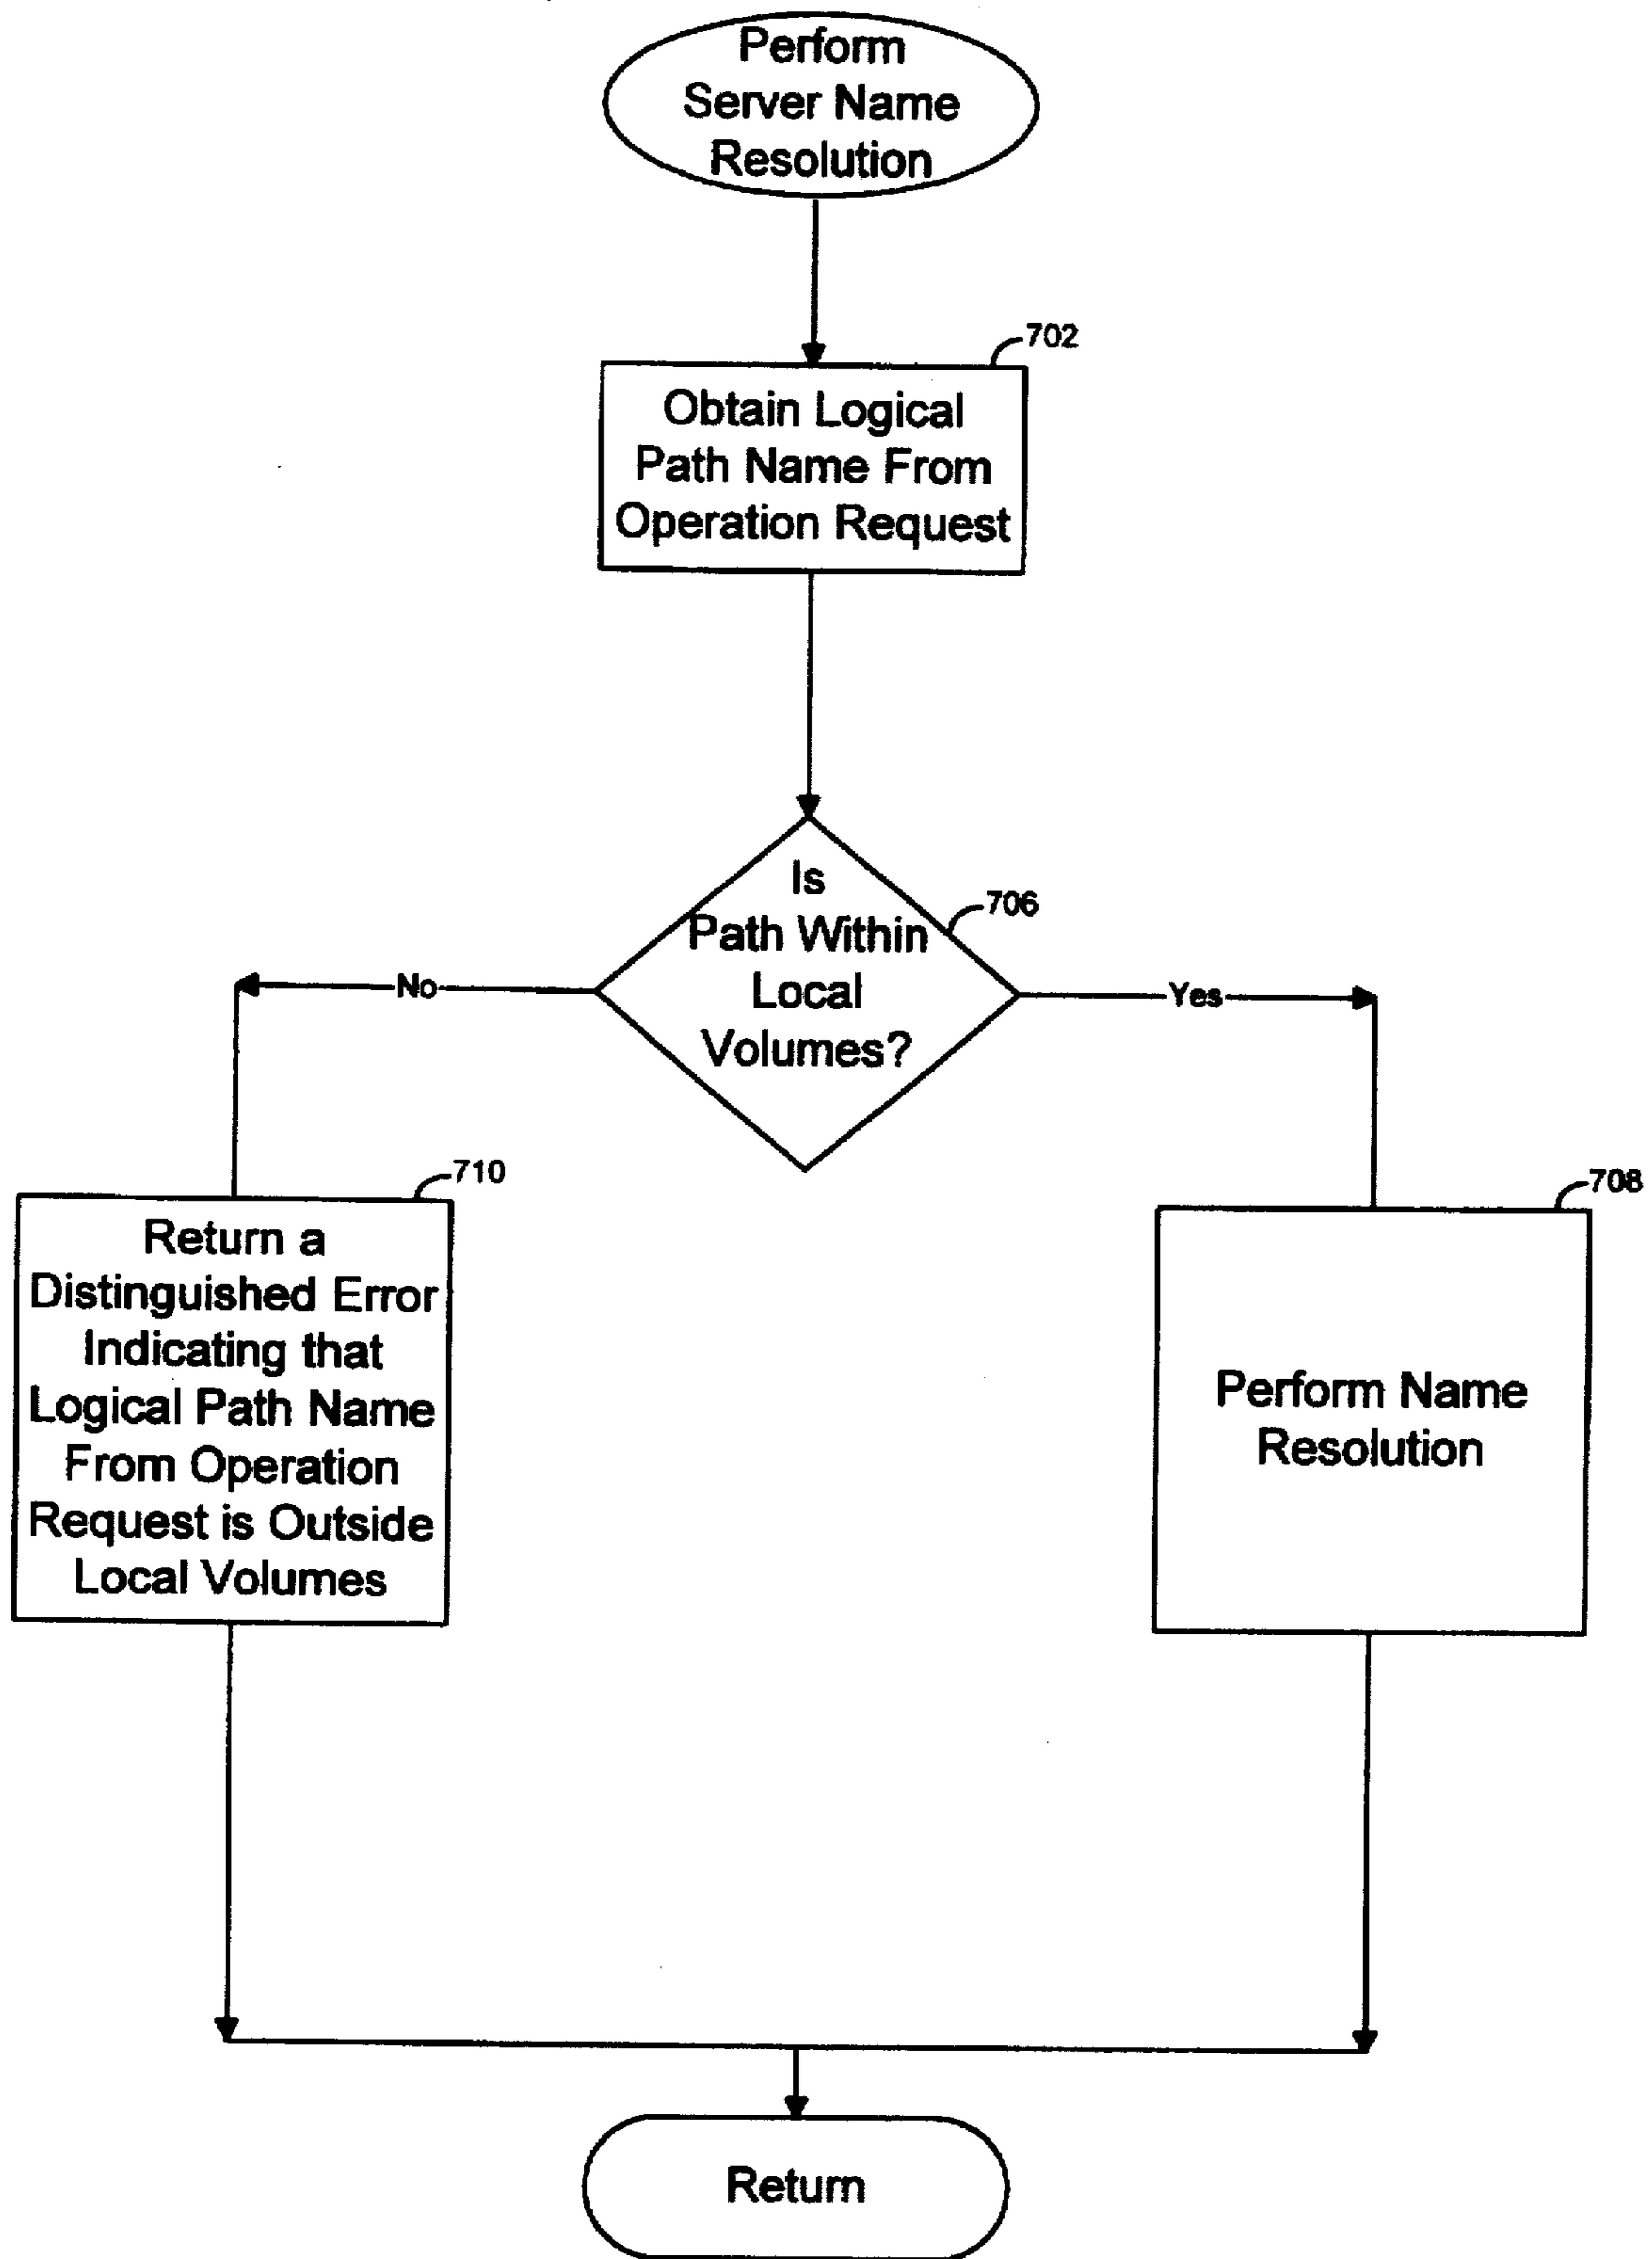 Perform
Server Name
Resolution
702
Obtain Logical
Path Name From
Operation Request
Is
Path Within
Local
Volumes?
706
No
Yes
710
Return a
Distinguished Error
Indicating that
Logical Path Name
From Operation
Request is Outside
Local Volumes
708
Perform Name
Resolution
Return